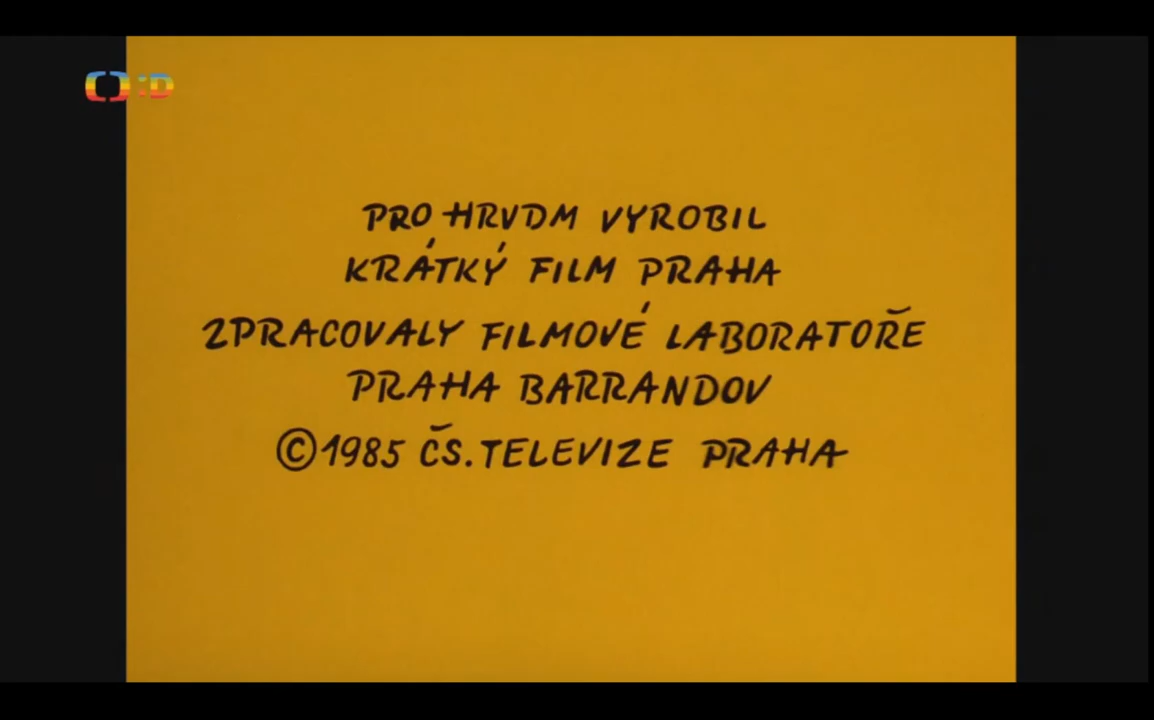 :D
PRO HRVDM VYROBIL
KRÁTKÝ FILM PRAHA
ZPRACOVALY FILMOVÉ LABORATOŘE
PRAHA BARRANDOV
©1985 ČS. TELEVIZE PRAHA